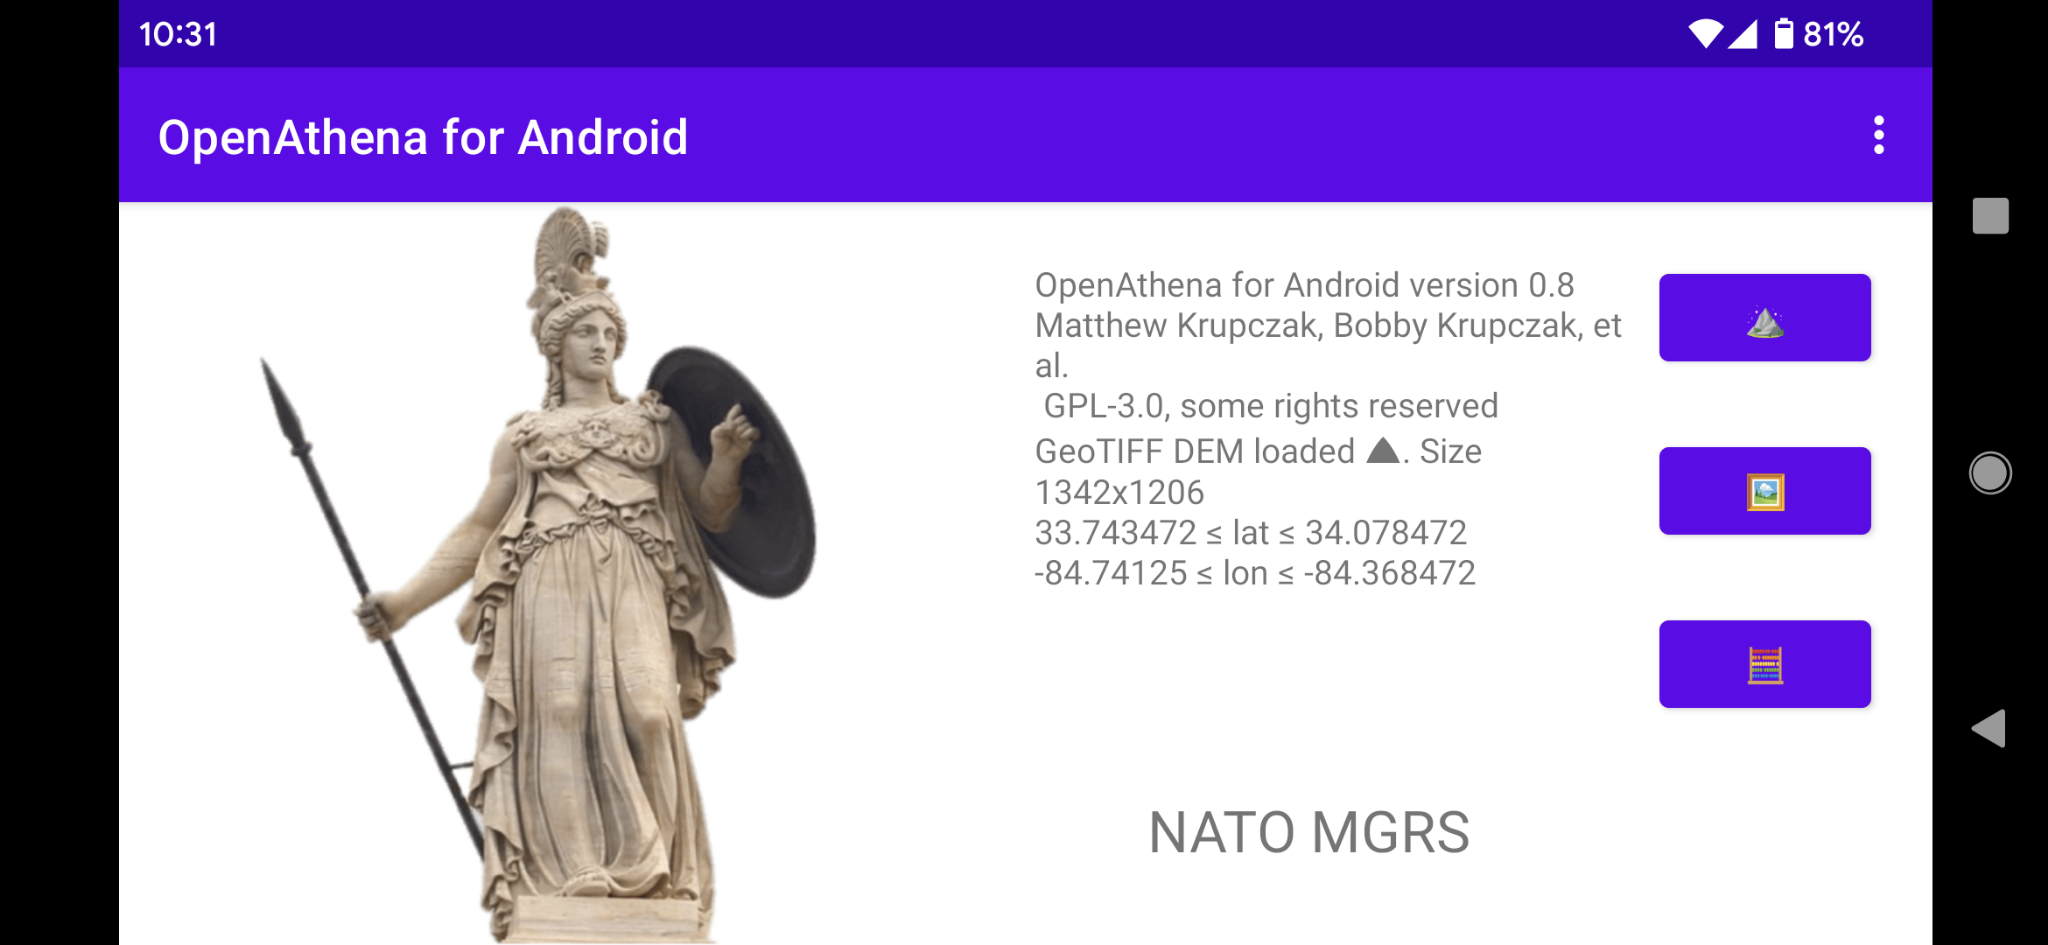 10:31
81%
OpenAthena for Android
OpenAthena for Android version 0.8
Matthew Krupczak, Bobby Krupczak, et
al.
GPL-3.0, some rights reserved
GeoTIFF DEM loaded ▲. Size
1342x1206
33.743472 ≤ lat ≤ 34.078472
-84.74125 ≤ lon ≤ -84.368472
NATO MGRS